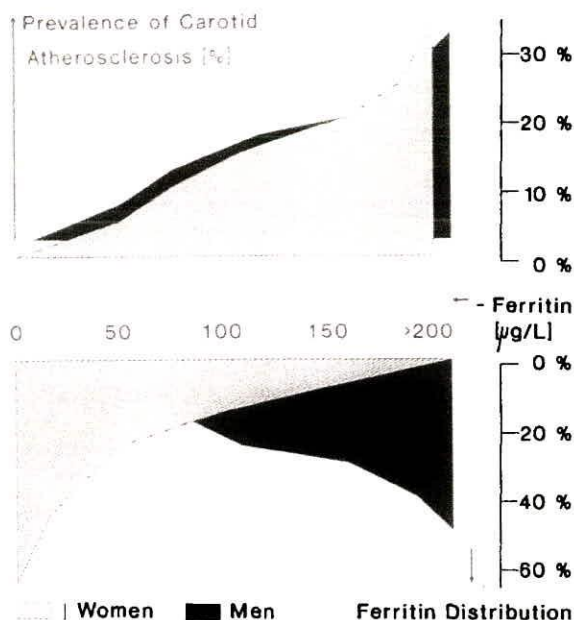 Prevalence of Carotid
Atherosclerosis [%]
30 %
20 %
10 %
0 %
← - Ferritin
0 50 100 150 >200 [µg/L]
0 %
20 %
40 %
60 %
Women Men Ferritin Distribution